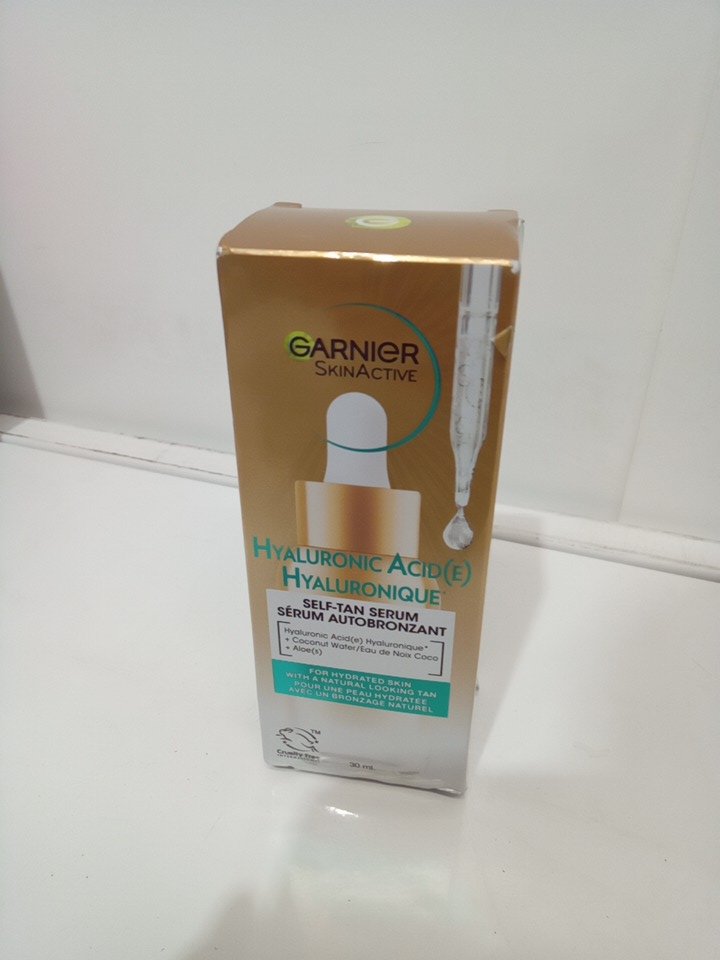 GARNIER
SKINACTIVE
HYALURONIC ACID(E)
HYALURONIQUE
SELF-TAN SERUM
SÉRUM AUTOBRONZANT
Hyaluronic Acid(e) Hyaluronique*
+ Coconut Water/Eau de Noix Coco
+ Aloe(s)
FOR HYDRATED SKIN
WITH A NATURAL LOOKING TAN
POUR UNE PEAU HYDRATÉE
AVEC UN BRONZAGE NATUREL
TM
Cruelty Free
INTERNATIONAL
30 ml